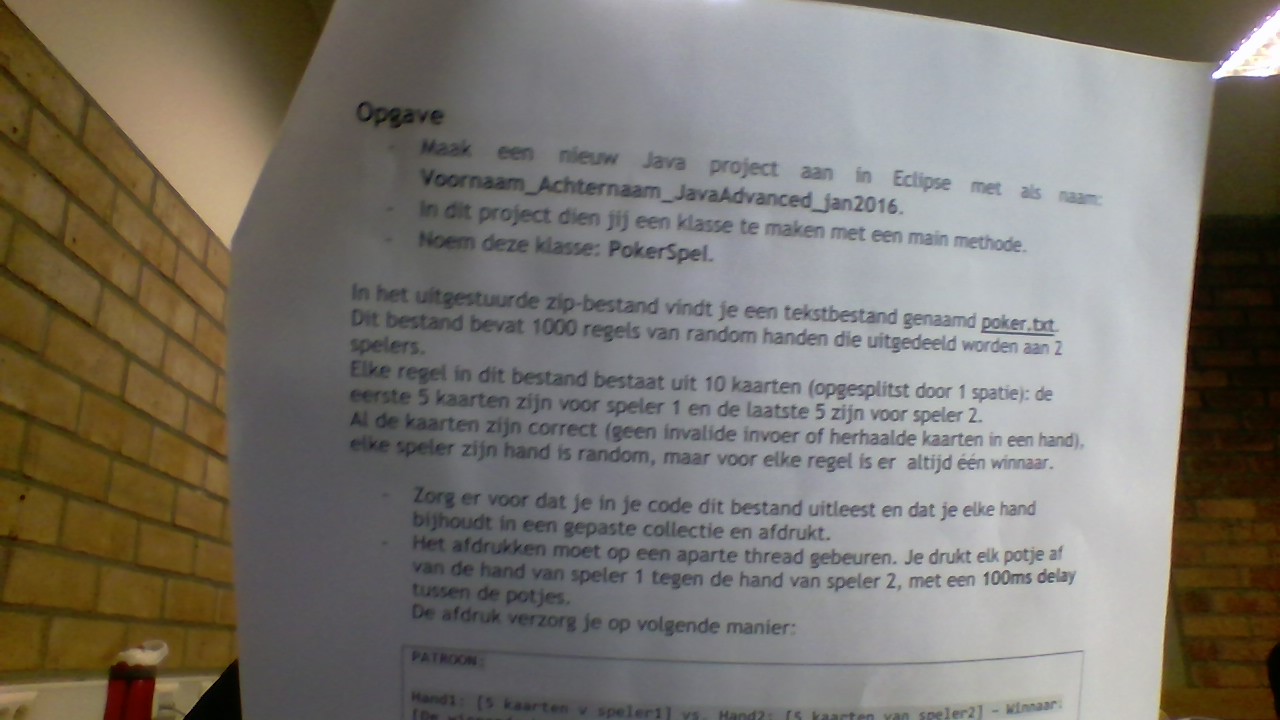 Opgave
- Maak een nieuw Java project aan in Eclipse met als naam:
Voornaam_Achternaam_JavaAdvanced_jan2016.
- In dit project dien jij een klasse te maken met een main methode.
- Noem deze klasse: PokerSpel.
In het uitgestuurde zip-bestand vindt je een tekstbestand genaamd poker.txt.
Dit bestand bevat 1000 regels van random handen die uitgedeeld worden aan 2
spelers.
Elke regel in dit bestand bestaat uit 10 kaarten (opgesplitst door 1 spatie): de
eerste 5 kaarten zijn voor speler 1 en de laatste 5 zijn voor speler 2.
Al de kaarten zijn correct (geen invalide invoer of herhaalde kaarten in een hand),
elke speler zijn hand is random, maar voor elke regel is er altijd één winnaar.
- Zorg er voor dat je in je code dit bestand uitleest en dat je elke hand
bijhoudt in een gepaste collectie en afdrukt.
- Het afdrukken moet op een aparte thread gebeuren. Je drukt elk potje af
van de hand van speler 1 tegen de hand van speler 2, met een 100ms delay
tussen de potjes.
De afdruk verzorg je op volgende manier:
PATROON:
Hand1: [5 kaarten v speler1] vs. Hand2: [5 kaarten van speler2] - Winnaar: